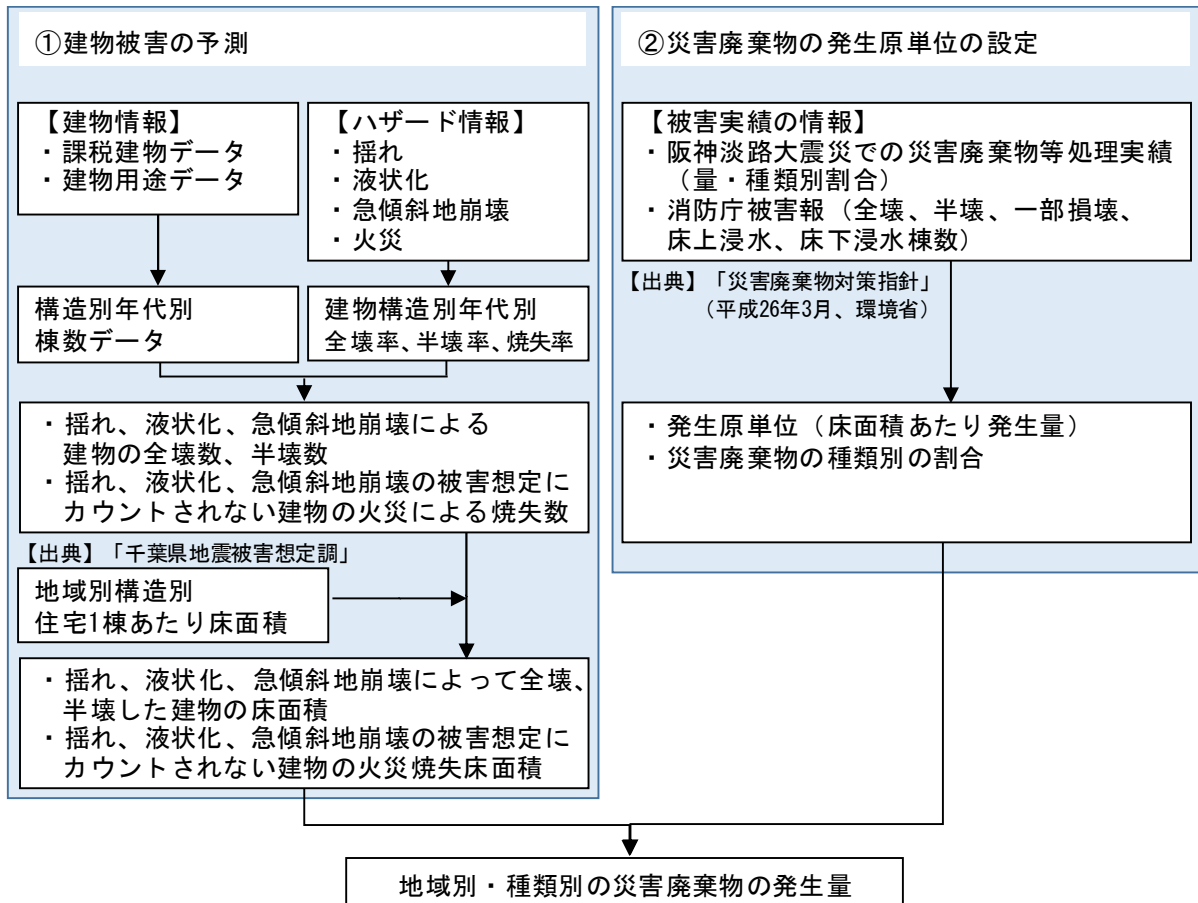 ①建物被害の予測
【建物情報】
・課税建物データ
・建物用途データ
【ハザード情報】
・揺れ
・液状化
・急傾斜地崩壊
・火災
構造別年代別
棟数データ
建物構造別年代別
全壊率、半壊率、焼失率
・揺れ、液状化、急傾斜地崩壊による
建物の全壊数、半壊数
・揺れ、液状化、急傾斜地崩壊の被害想定に
カウントされない建物の火災による焼失数
【出典】「千葉県地震被害想定調」
地域別構造別
住宅1棟あたり床面積
・揺れ、液状化、急傾斜地崩壊によって全壊、
半壊した建物の床面積
・揺れ、液状化、急傾斜地崩壊の被害想定に
カウントされない建物の火災焼失床面積
②災害廃棄物の発生原単位の設定
【被害実績の情報】
・阪神淡路大震災での災害廃棄物等処理実績
（量・種類別割合）
・消防庁被害報（全壊、半壊、一部損壊、
床上浸水、床下浸水棟数）
【出典】「災害廃棄物対策指針」
（平成26年3月、環境省）
・発生原単位（床面積あたり発生量）
・災害廃棄物の種類別の割合
地域別・種類別の災害廃棄物の発生量